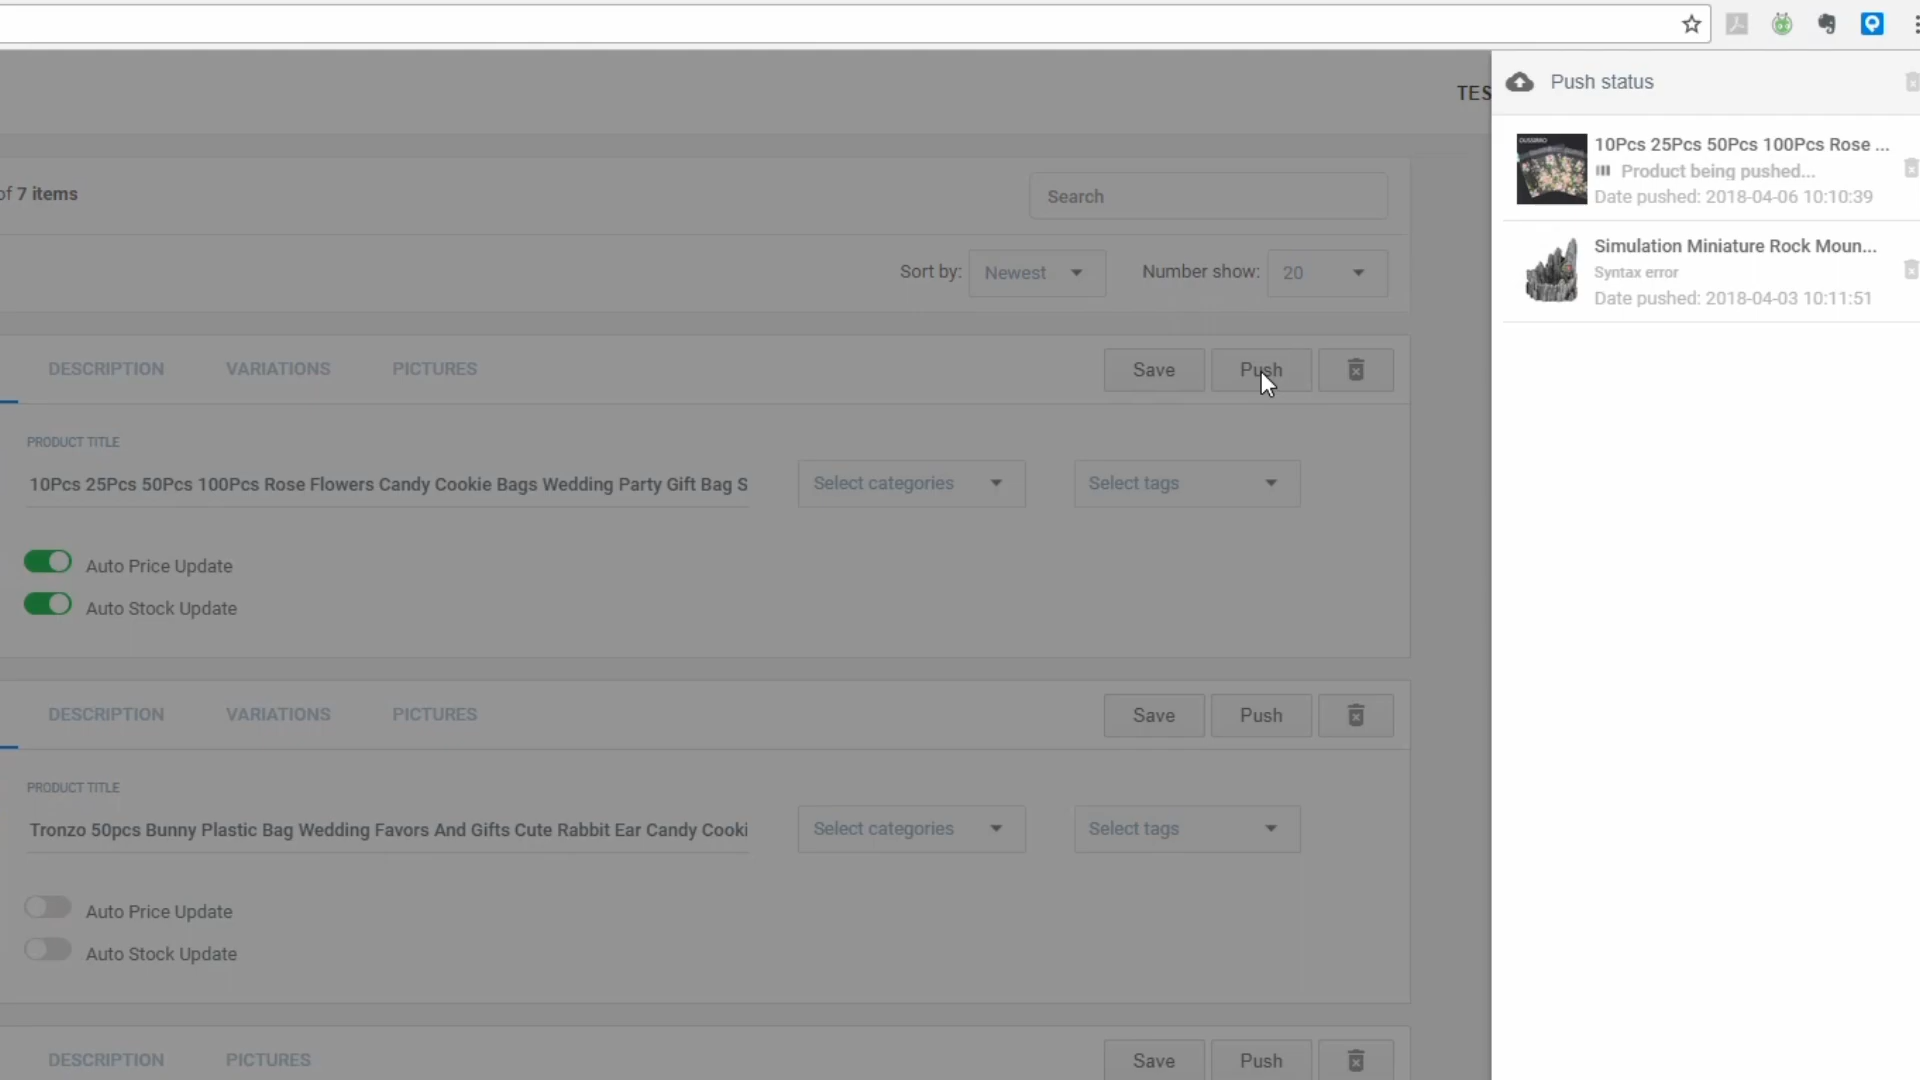 TES
Push status
10Pcs 25Pcs 50Pcs 100Pcs Rose ...
Product being pushed...
Date pushed: 2018-04-06 10:10:39
Simulation Miniature Rock Moun...
Syntax error
Date pushed: 2018-04-03 10:11:51
of 7 items
Search
Sort by: Newest Number show: 20
DESCRIPTION VARIATIONS PICTURES Save Push
PRODUCT TITLE
10Pcs 25Pcs 50Pcs 100Pcs Rose Flowers Candy Cookie Bags Wedding Party Gift Bag S
Select categories Select tags
Auto Price Update
Auto Stock Update
DESCRIPTION VARIATIONS PICTURES Save Push
PRODUCT TITLE
Tronzo 50pcs Bunny Plastic Bag Wedding Favors And Gifts Cute Rabbit Ear Candy Cooki
Select categories Select tags
Auto Price Update
Auto Stock Update
DESCRIPTION PICTURES Save Push